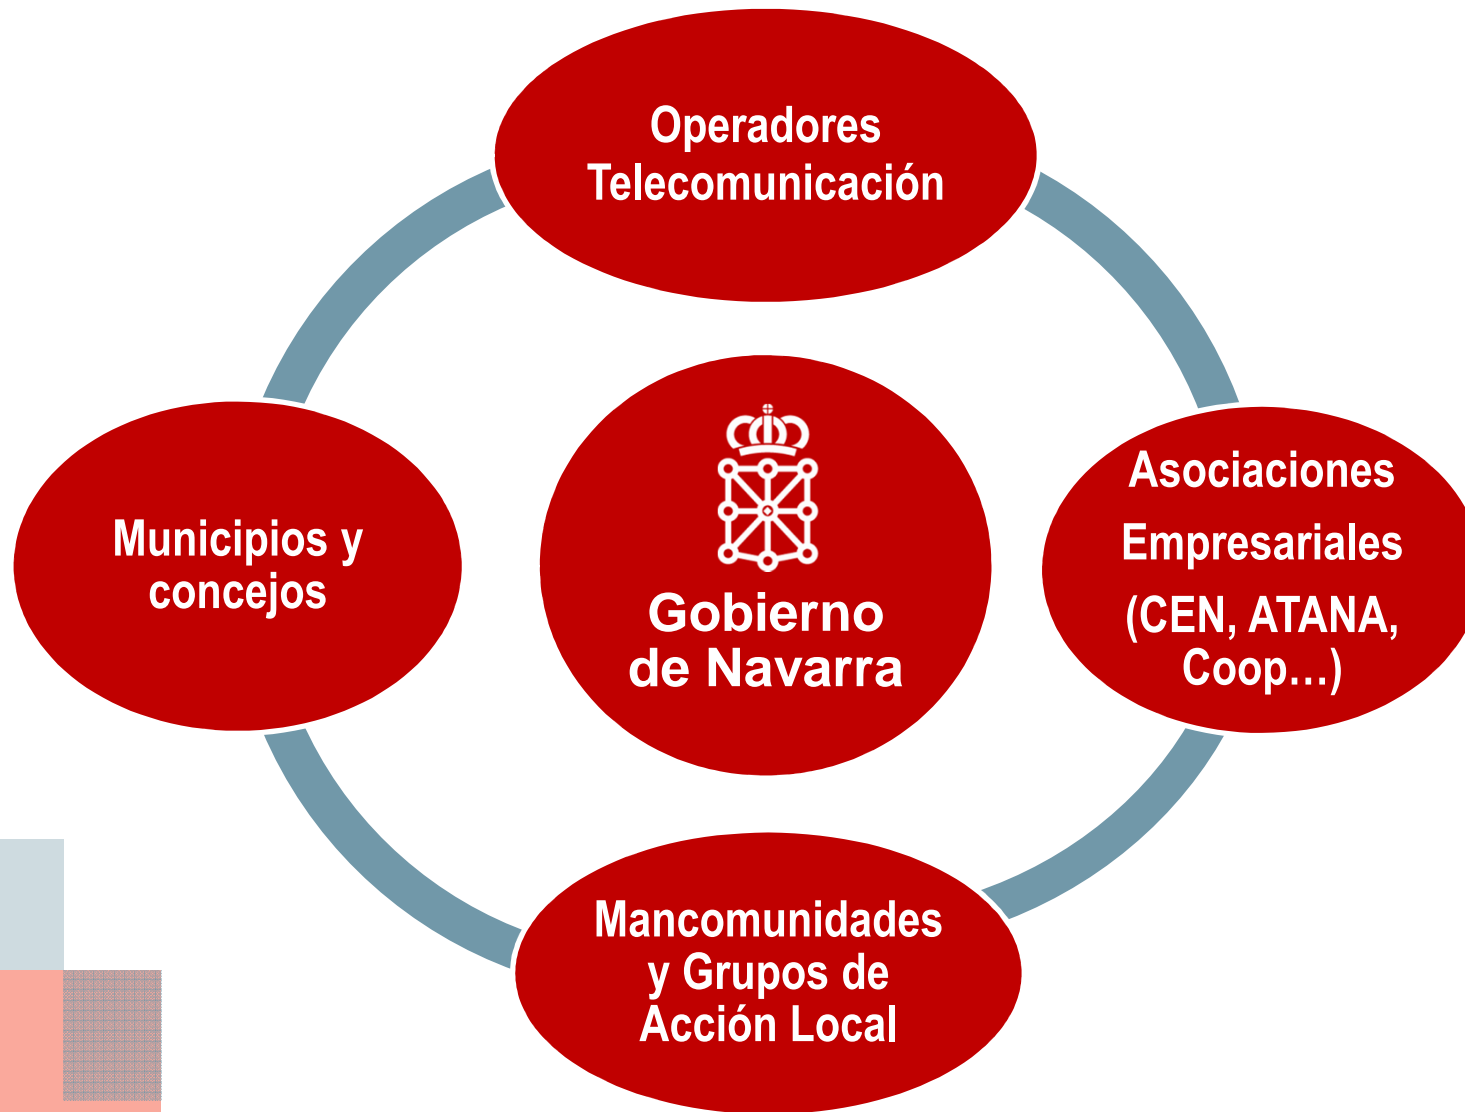 Operadores
Telecomunicación
Municipios y
concejos
Gobierno
de Navarra
Asociaciones
Empresariales
(CEN, ATANA,
Coop…)
Mancomunidades
y Grupos de
Acción Local